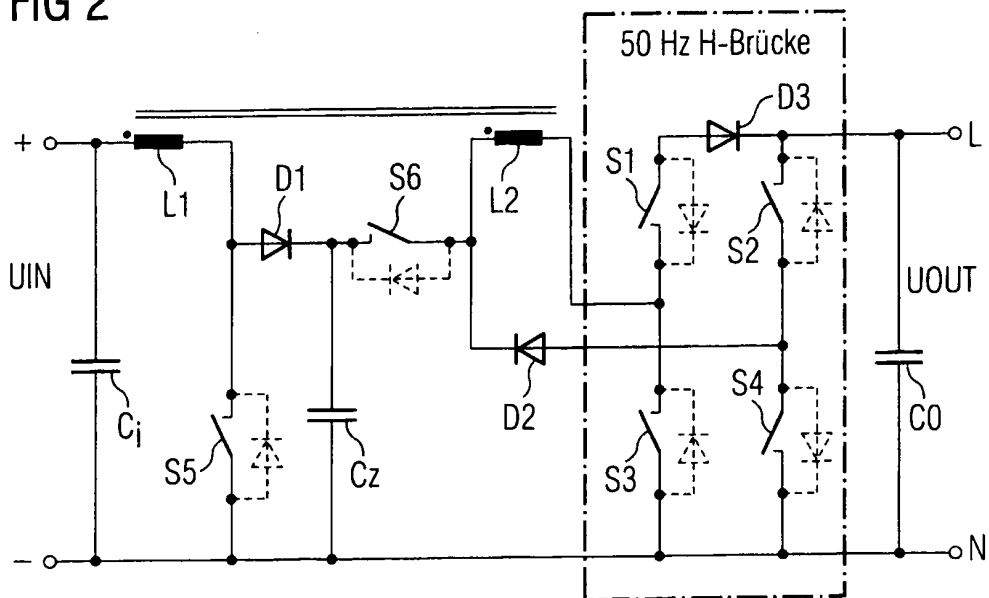 FIG 2
50 Hz H-Brücke
D3
+
L
L1
D1
S6
L2
S1
S2
UIN
UOUT
Ci
S5
Cz
D2
S3
S4
C0
−
N